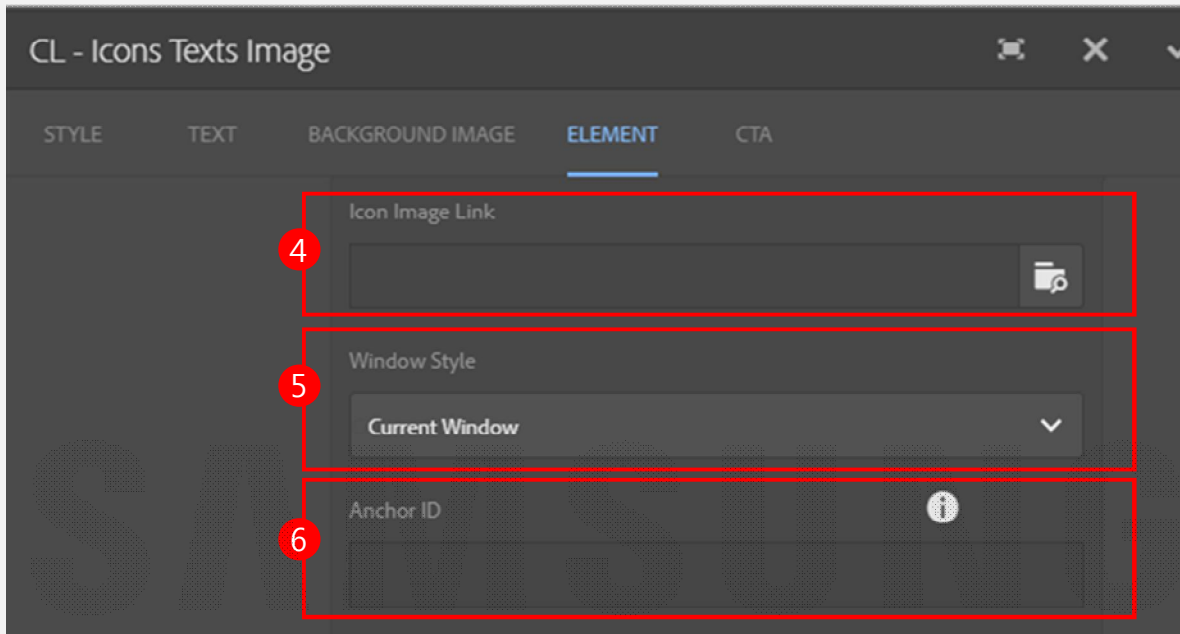 CL - Icons Texts Image
STYLE TEXT BACKGROUND IMAGE ELEMENT CTA
Icon Image Link
4
Window Style
5
Current Window
Anchor ID
6
SAMSUNG